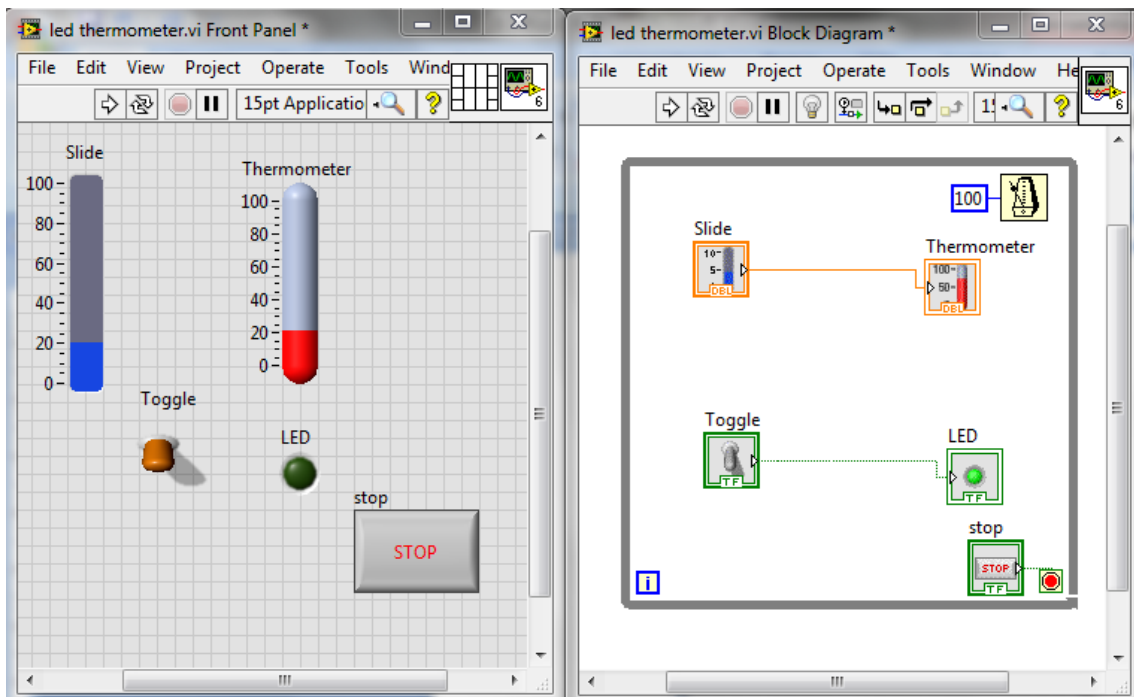 led thermometer.vi Front Panel *
File Edit View Project Operate Tools Wind
15pt Applicatio
6
Slide
100
80
60
40
20
0
Thermometer
100
80
60
40
20
0
Toggle
LED
stop
STOP
led thermometer.vi Block Diagram *
File Edit View Project Operate Tools Window He
15
6
100
Slide
10
5
DBL
Thermometer
100
50
DBL
Toggle
TF
LED
TF
stop
STOP
TF
i